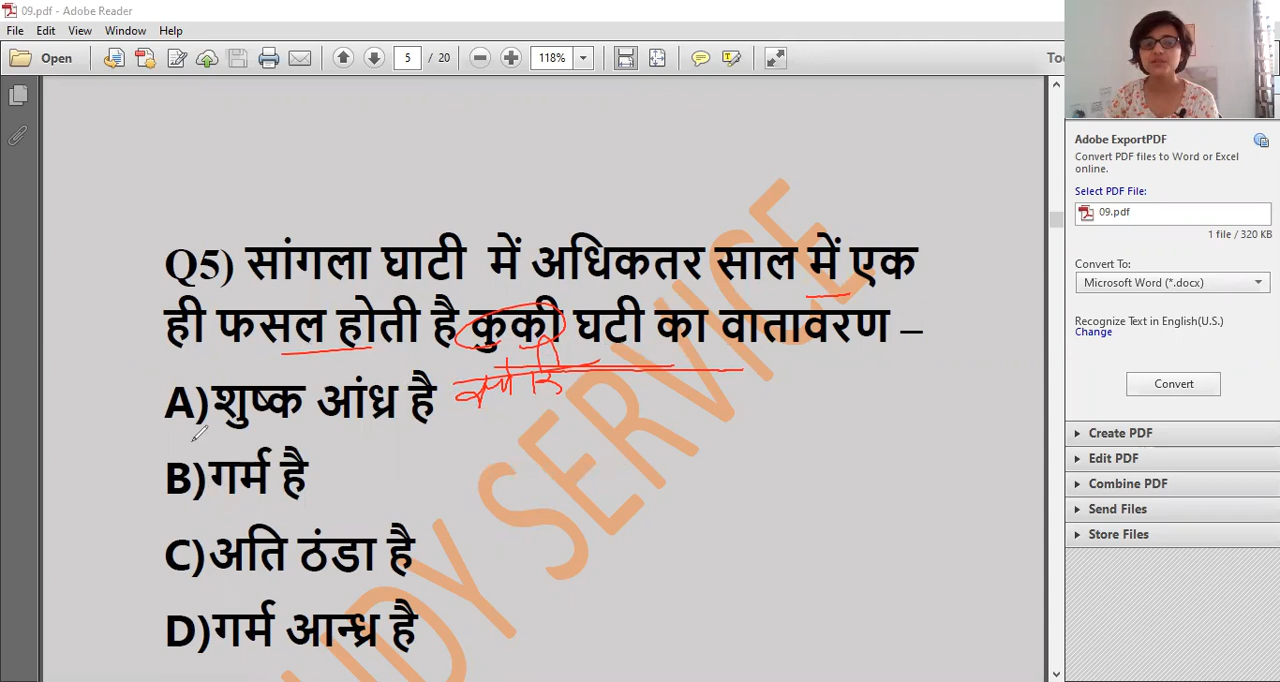 09.pdf - Adobe Reader
File Edit View Window Help
Open 5 / 20 118% To
Q5) सांगला घाटी में अधिकतर साल में एक
ही फसल होती है कुकी घटी का वातावरण –
A)शुष्क आंध्र है
B)गर्म है
C)अति ठंडा है
D)गर्म आन्ध्र है
UDY SERVICE
Adobe ExportPDF
Convert PDF files to Word or Excel
online.
Select PDF File:
09.pdf
1 file / 320 KB
Convert To:
Microsoft Word (*.docx)
Recognize Text in English(U.S.)
Change
Convert
Create PDF
Edit PDF
Combine PDF
Send Files
Store Files